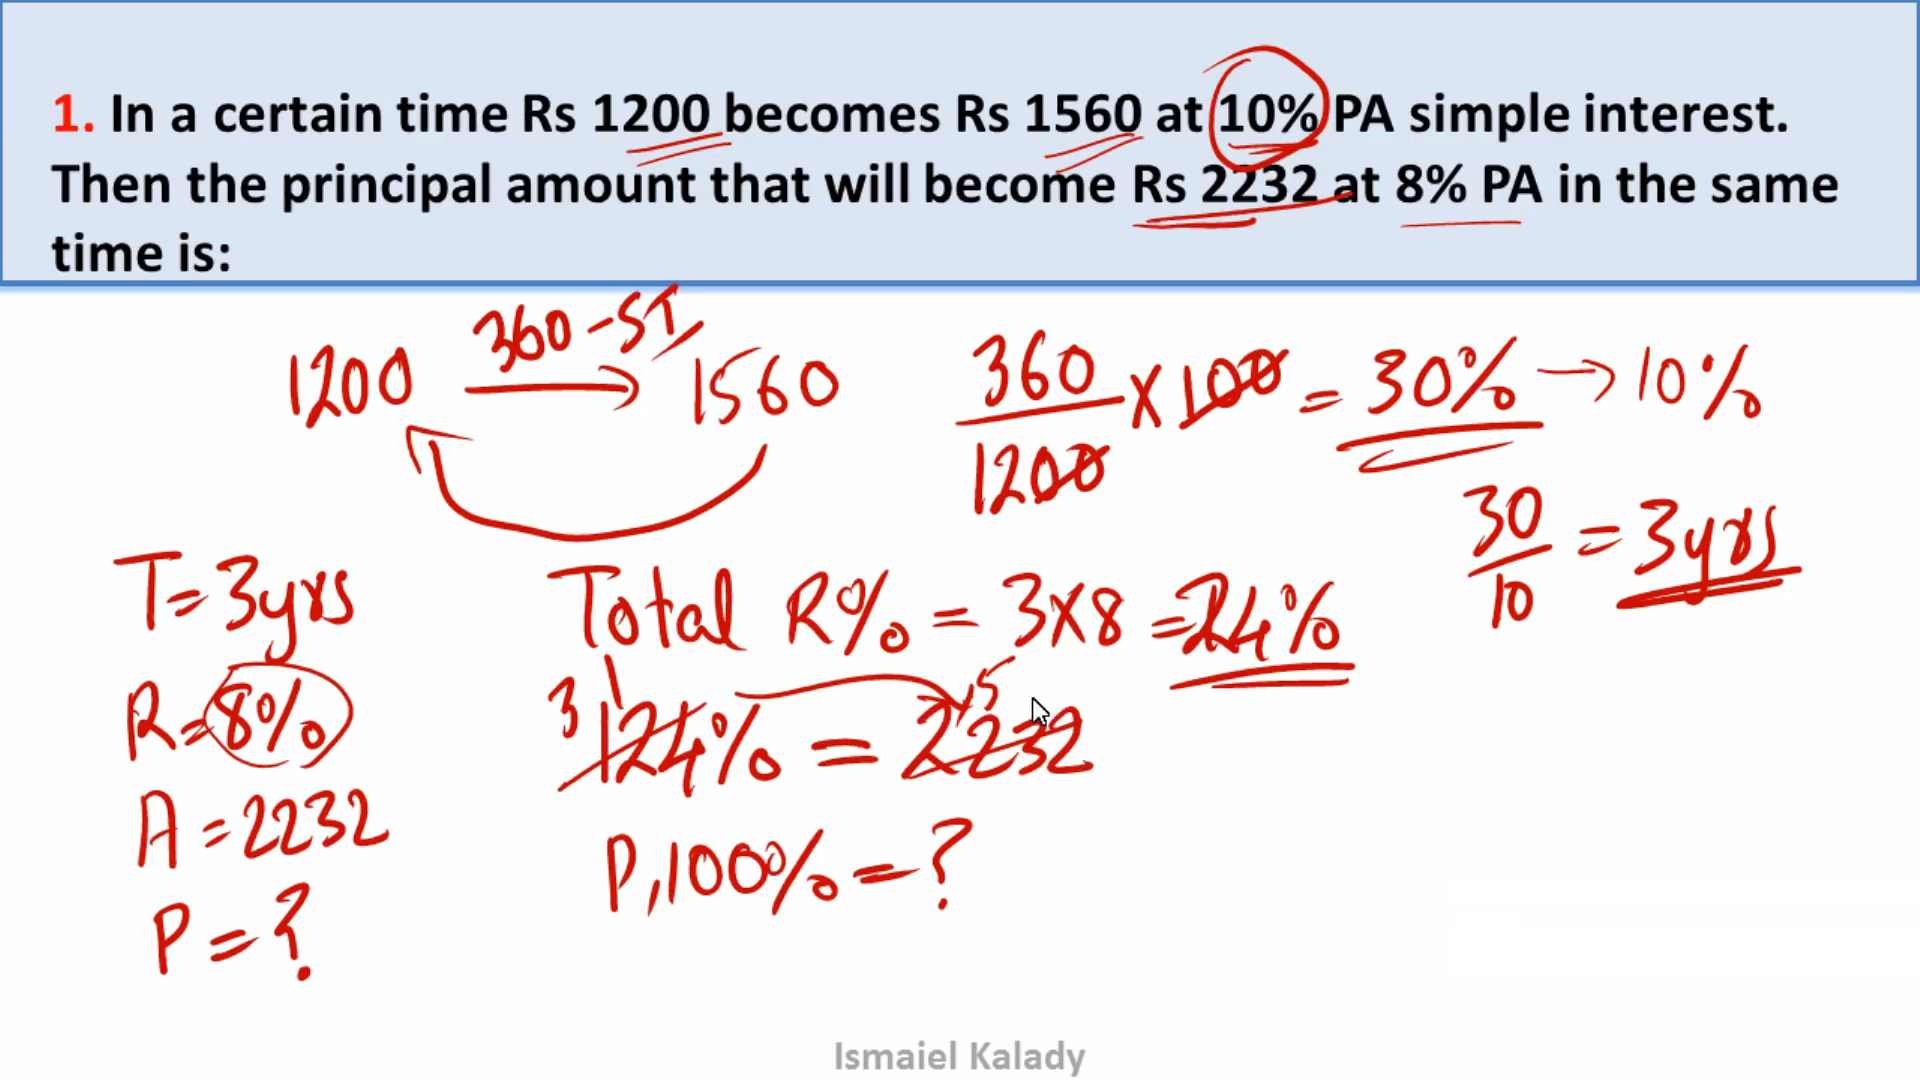 1. In a certain time Rs 1200 becomes Rs 1560 at 10% PA simple interest.
Then the principal amount that will become Rs 2232 at 8% PA in the same
time is:
1200 360-SI 1560
360/1200 X 100 = 30% → 10%
30/10 = 3yrs
T=3yrs
Total R% = 3X8 = 24%
R=8%
124% = 2232
A=2232
P,100% = ?
P=?
Ismaiel Kalady